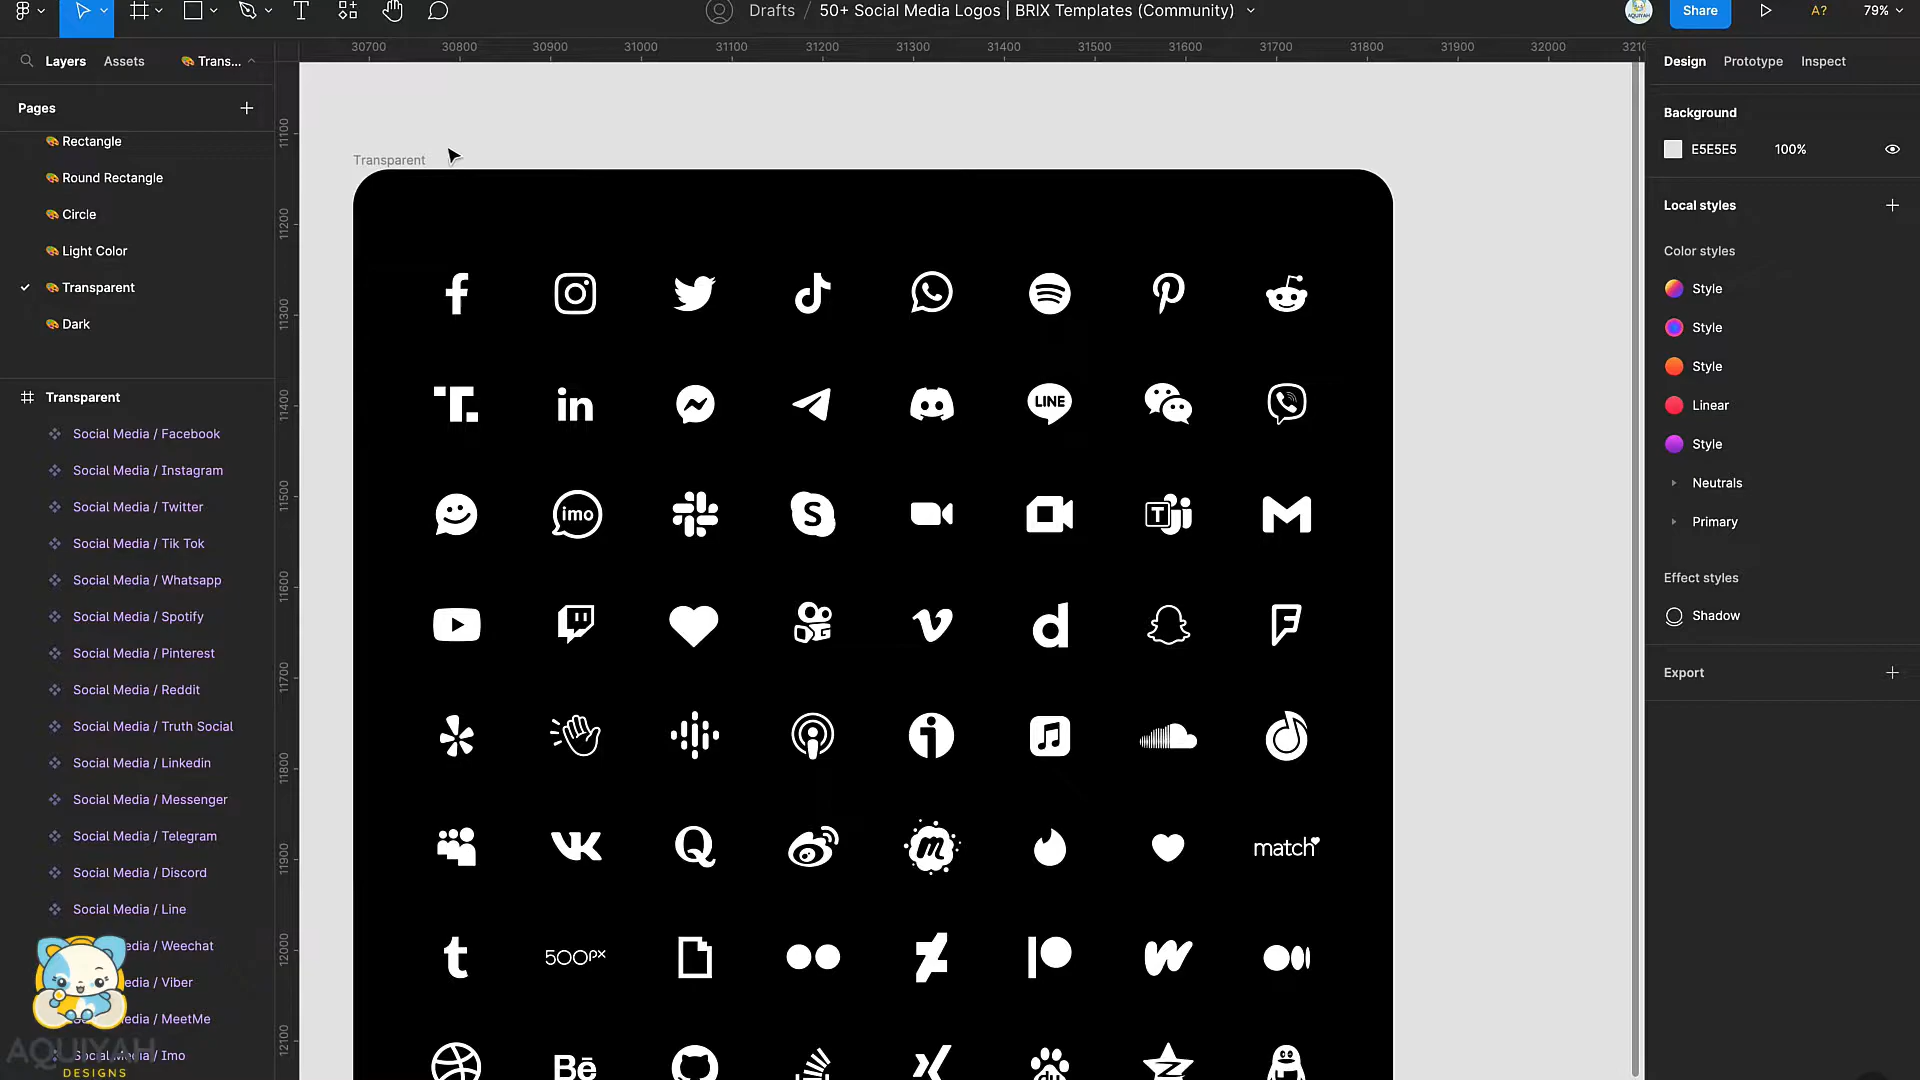 Drafts / 50+ Social Media Logos | BRIX Templates (Community)
Share
A?
79%
Layers Assets Trans...
30700 30800 30900 31000 31100 31200 31300 31400 31500 31600 31700 31800 31900 32000
Design Prototype Inspect
Pages
Rectangle
Round Rectangle
Circle
Light Color
Transparent
Dark
Transparent
Social Media / Facebook
Social Media / Instagram
Social Media / Twitter
Social Media / Tik Tok
Social Media / Whatsapp
Social Media / Spotify
Social Media / Pinterest
Social Media / Reddit
Social Media / Truth Social
Social Media / Linkedin
Social Media / Messenger
Social Media / Telegram
Social Media / Discord
Social Media / Line
edia / Weechat
edia / Viber
edia / MeetMe
Social Media / Imo
AQUIYAH
DESIGNS
11100
11200
11300
11400
11500
11600
11700
11800
11900
12000
12100
Transparent
in
LINE
imo
S
T
m
match
t
500px
Bē
du
Background
E5E5E5 100%
Local styles
Color styles
Style
Style
Style
Linear
Style
Neutrals
Primary
Effect styles
Shadow
Export